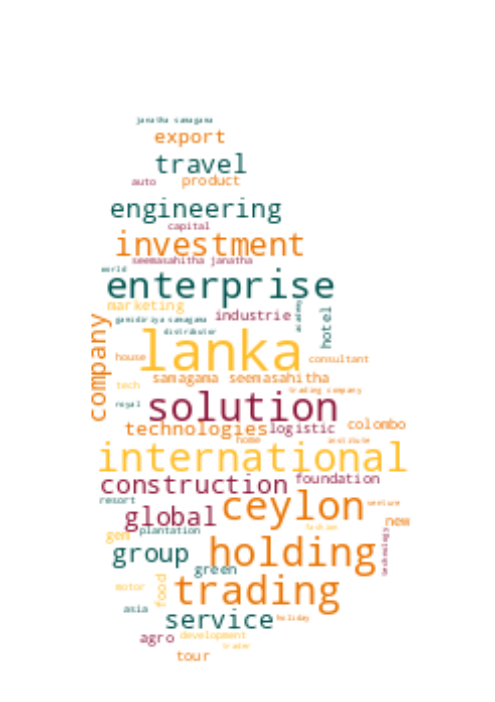 janatha samagama
export
travel
auto product
engineering
capital
investment
seemasahitha janatha
world
enterprise
marketing
industrie
academy
hotel
gamidiriya samagama
distributor
company
lanka
house
consultant
samagama seemasahitha
tech
trading company
royal
solution
technologies
logistic
colombo
home
institute
international
construction
foundation
resort
ceylon
venture
global
new
fashion
plantation
gem
technology
group
holding
green
motor
food
trading
asia
service
holiday
agro
development
trader
tour